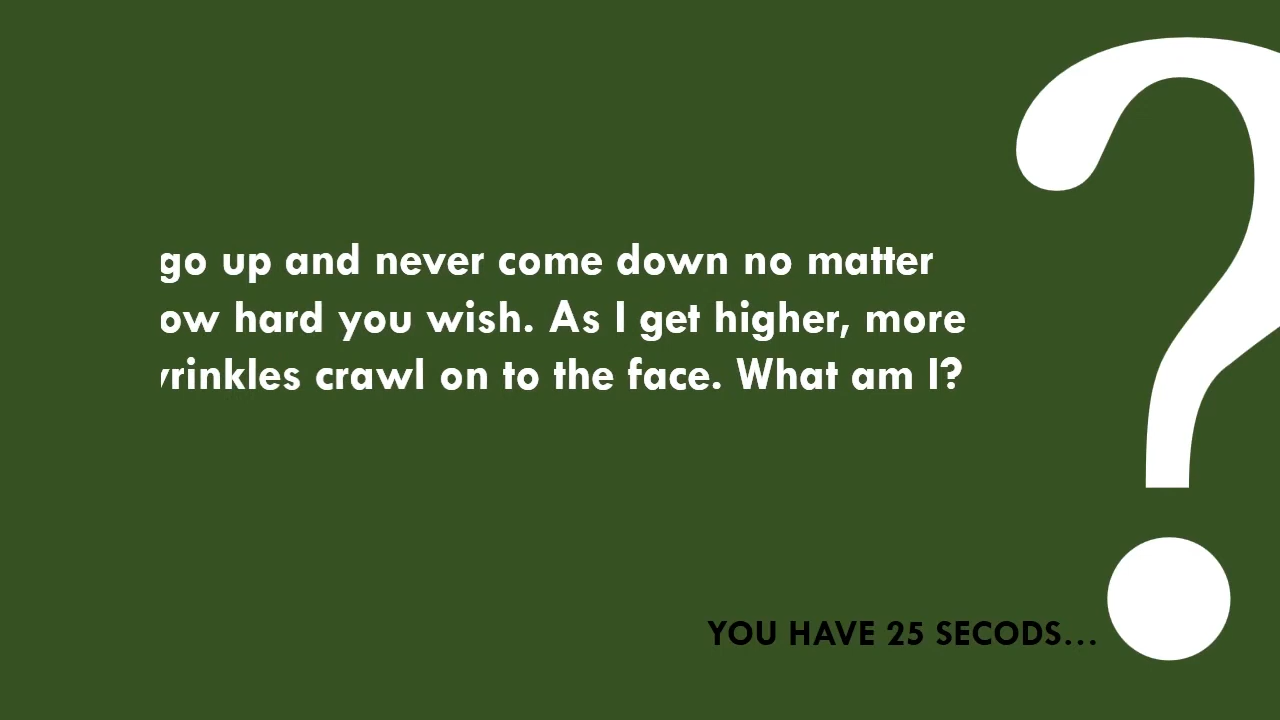 go up and never come down no matter
ow hard you wish. As I get higher, more
rinkles crawl on to the face. What am I?
YOU HAVE 25 SECODS...
?